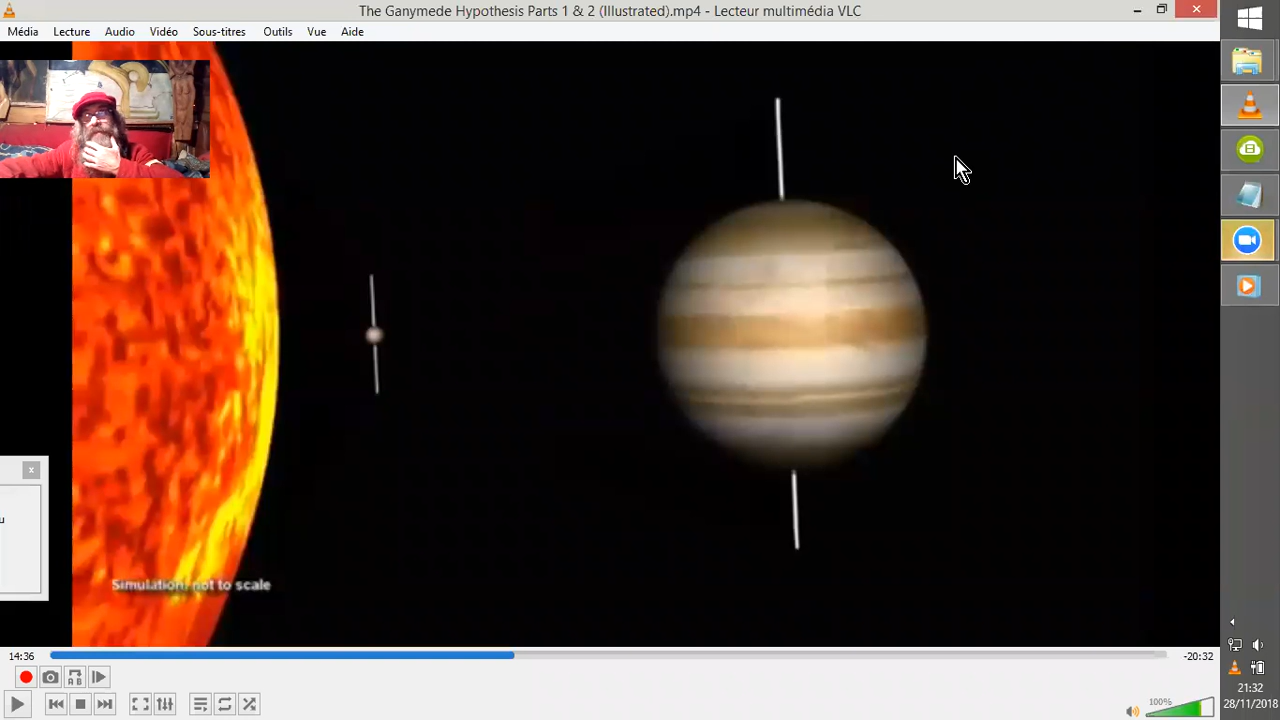 The Ganymede Hypothesis Parts 1 & 2 (Illustrated).mp4 - Lecteur multimédia VLC
Média Lecture Audio Vidéo Sous-titres Outils Vue Aide
x
u
Simulation, not to scale
14:36
-20:32
A B
100%
21:32
28/11/2018